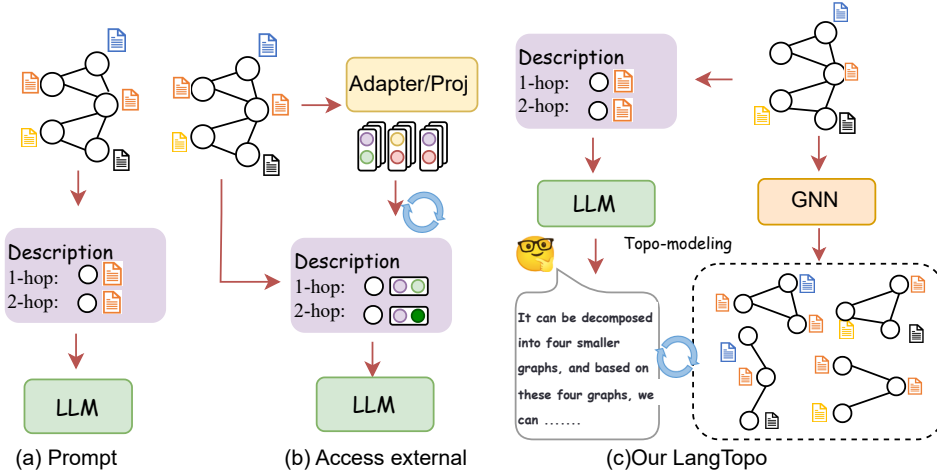 Description
1-hop:
2-hop:
LLM
(a) Prompt
Adapter/Proj
Description
1-hop:
2-hop:
LLM
(b) Access external
Description
1-hop:
2-hop:
LLM
GNN
Topo-modeling
It can be decomposed
into four smaller
graphs, and based on
these four graphs, we
can .......
(c)Our LangTopo